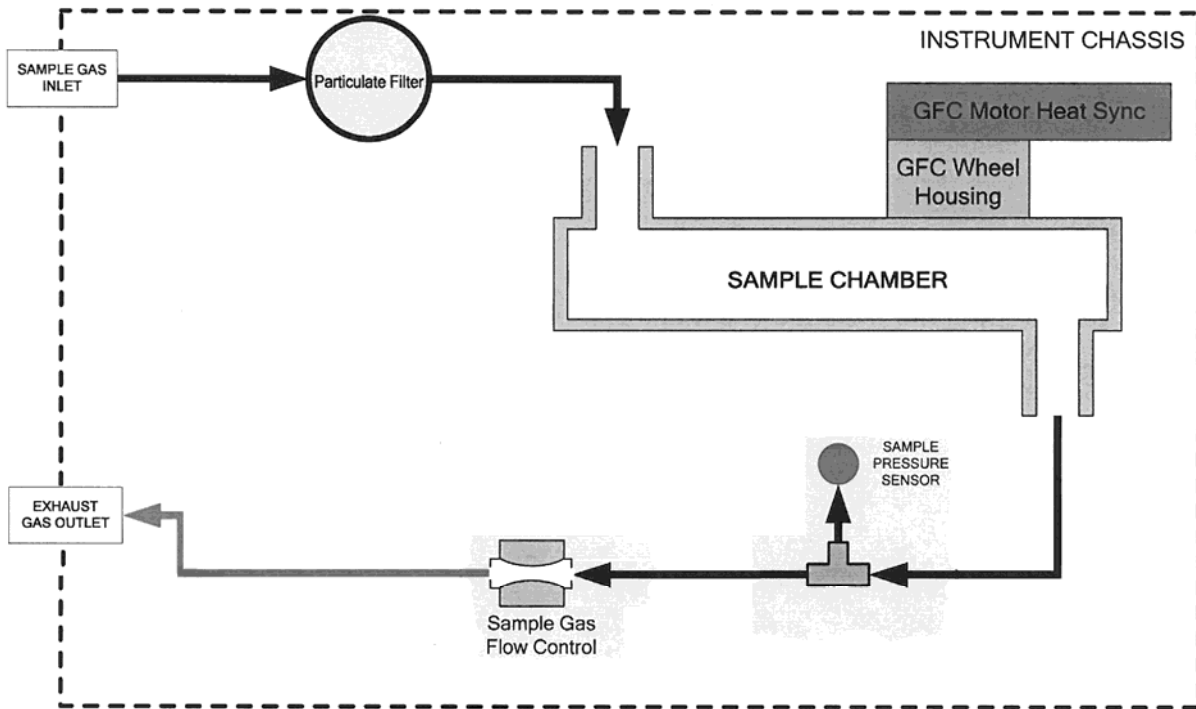 INSTRUMENT CHASSIS
SAMPLE GAS
INLET
Particulate Filter
GFC Motor Heat Sync
GFC Wheel
Housing
SAMPLE CHAMBER
SAMPLE
PRESSURE
SENSOR
EXHAUST
GAS OUTLET
Sample Gas
Flow Control